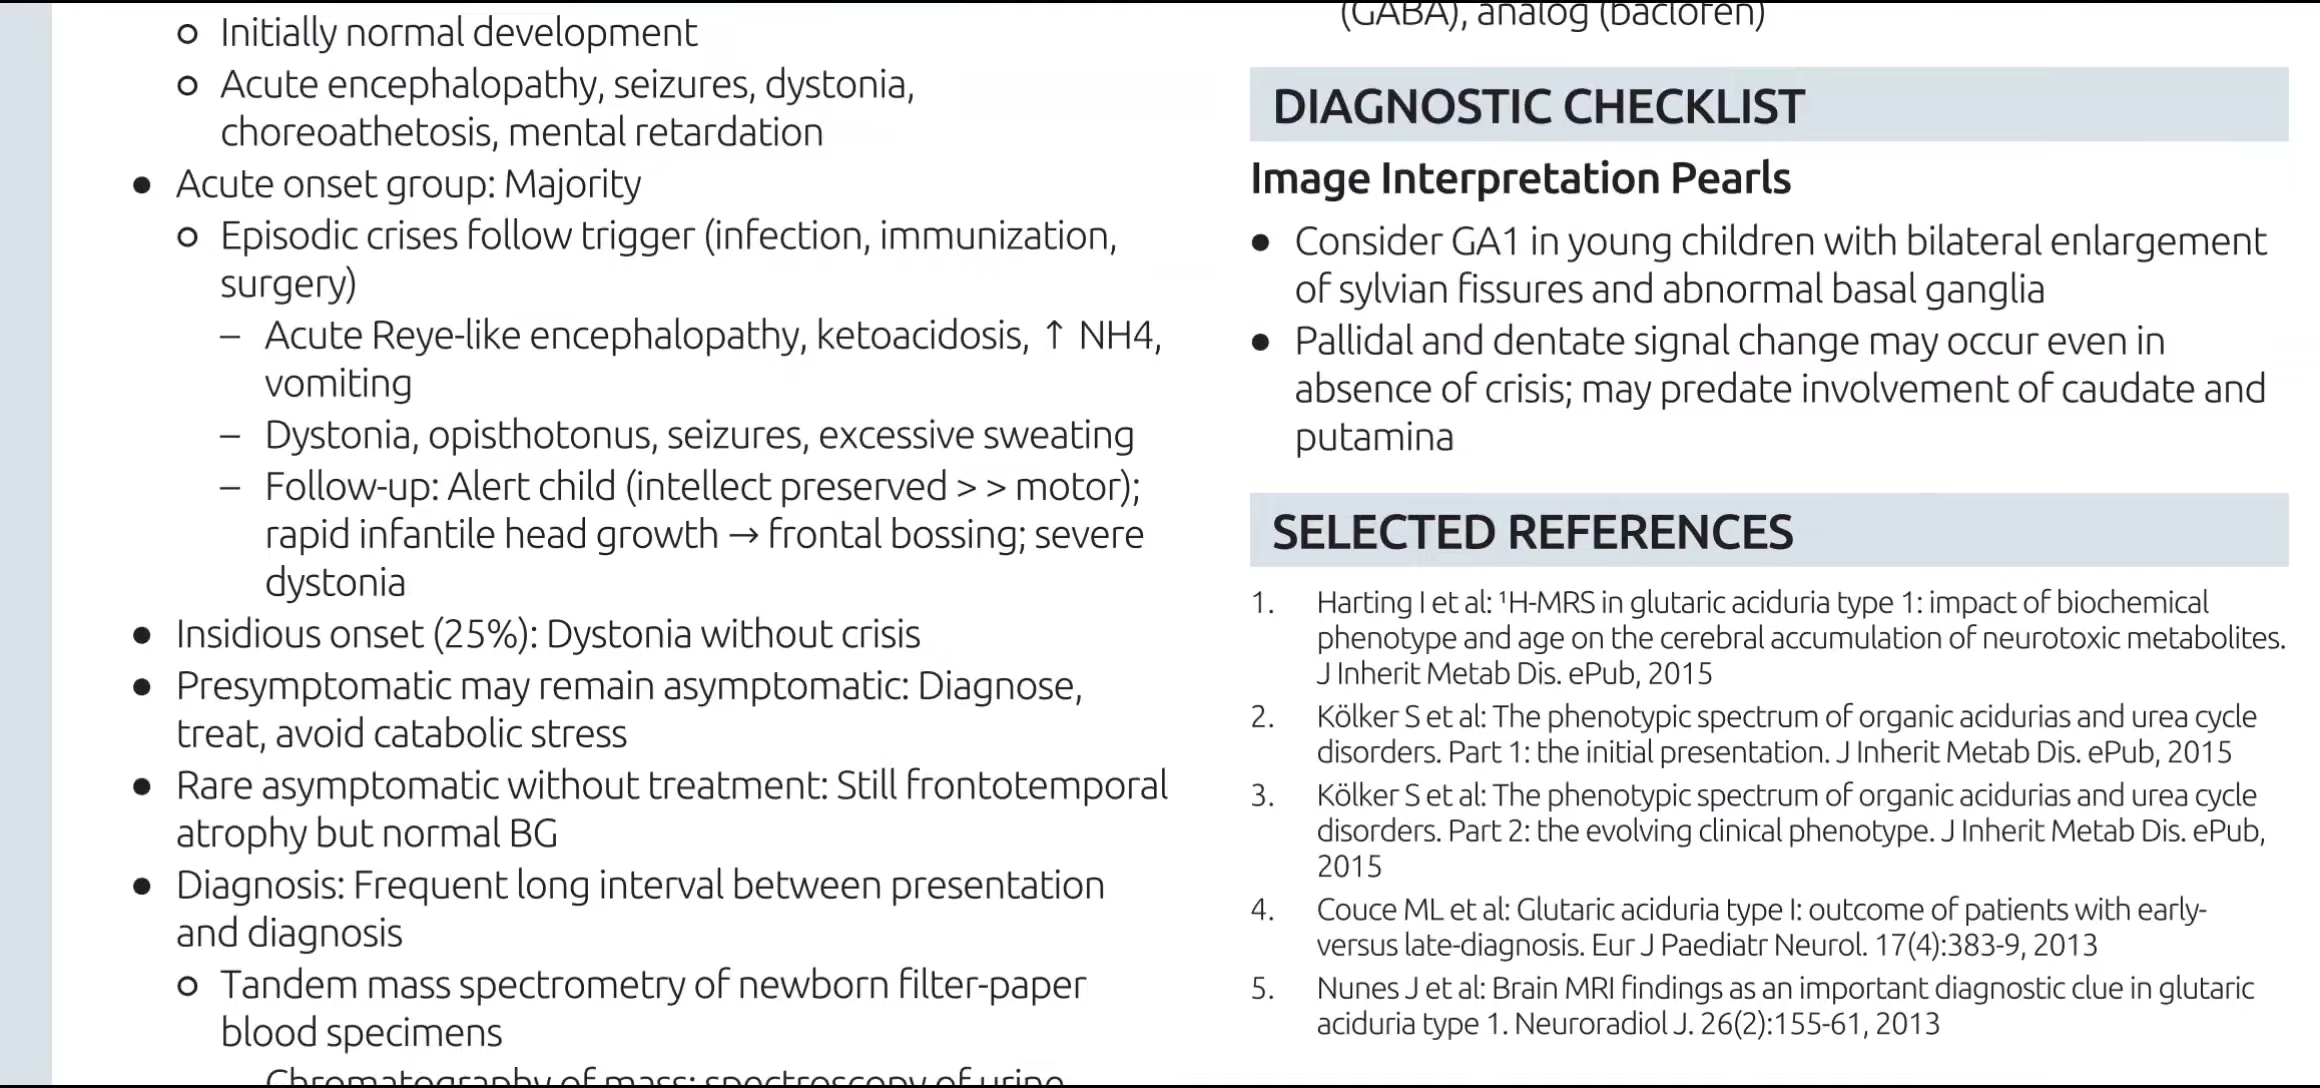 ○ Initially normal development
○ Acute encephalopathy, seizures, dystonia,
choreoathetosis, mental retardation
● Acute onset group: Majority
○ Episodic crises follow trigger (infection, immunization,
surgery)
– Acute Reye-like encephalopathy, ketoacidosis, ↑ NH4,
vomiting
– Dystonia, opisthotonus, seizures, excessive sweating
– Follow-up: Alert child (intellect preserved > > motor);
rapid infantile head growth → frontal bossing; severe
dystonia
● Insidious onset (25%): Dystonia without crisis
● Presymptomatic may remain asymptomatic: Diagnose,
treat, avoid catabolic stress
● Rare asymptomatic without treatment: Still frontotemporal
atrophy but normal BG
● Diagnosis: Frequent long interval between presentation
and diagnosis
○ Tandem mass spectrometry of newborn filter-paper
blood specimens
Chromatography of mass: spectroscopy of urine
(GABA), analog (baclofen)
DIAGNOSTIC CHECKLIST
Image Interpretation Pearls
● Consider GA1 in young children with bilateral enlargement
of sylvian fissures and abnormal basal ganglia
● Pallidal and dentate signal change may occur even in
absence of crisis; may predate involvement of caudate and
putamina
SELECTED REFERENCES
1. Harting I et al: ¹H-MRS in glutaric aciduria type 1: impact of biochemical
phenotype and age on the cerebral accumulation of neurotoxic metabolites.
J Inherit Metab Dis. ePub, 2015
2. Kölker S et al: The phenotypic spectrum of organic acidurias and urea cycle
disorders. Part 1: the initial presentation. J Inherit Metab Dis. ePub, 2015
3. Kölker S et al: The phenotypic spectrum of organic acidurias and urea cycle
disorders. Part 2: the evolving clinical phenotype. J Inherit Metab Dis. ePub,
2015
4. Couce ML et al: Glutaric aciduria type I: outcome of patients with early-
versus late-diagnosis. Eur J Paediatr Neurol. 17(4):383-9, 2013
5. Nunes J et al: Brain MRI findings as an important diagnostic clue in glutaric
aciduria type 1. Neuroradiol J. 26(2):155-61, 2013